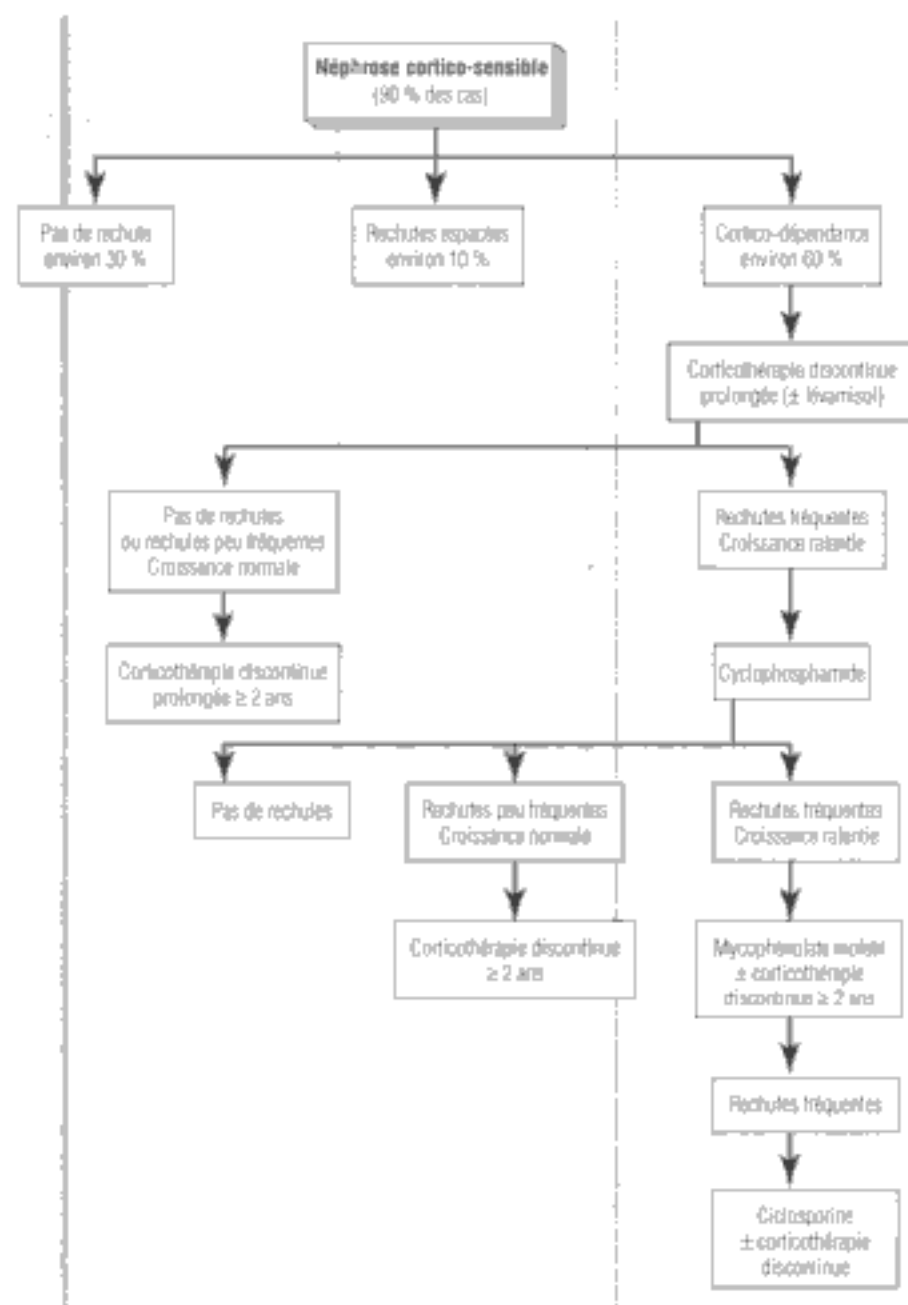 Néphrose cortico-sensible
(90 % des cas)
Pas de rechute
environ 30 %
Rechutes espacées
environ 10 %
Cortico-dépendance
environ 60 %
Corticothérapie discontinue
prolongée (± lévamisol)
Pas de rechutes
ou rechutes peu fréquentes
Croissance normale
Rechutes fréquentes
Croissance ralentie
Corticothérapie discontinue
prolongée ≥ 2 ans
Cyclophosphamide
Pas de rechutes
Rechutes peu fréquentes
Croissance normale
Rechutes fréquentes
Croissance ralentie
Corticothérapie discontinue
≥ 2 ans
Mycophénolate mofétil
± corticothérapie
discontinue ≥ 2 ans
Rechutes fréquentes
Ciclosporine
± corticothérapie
discontinue